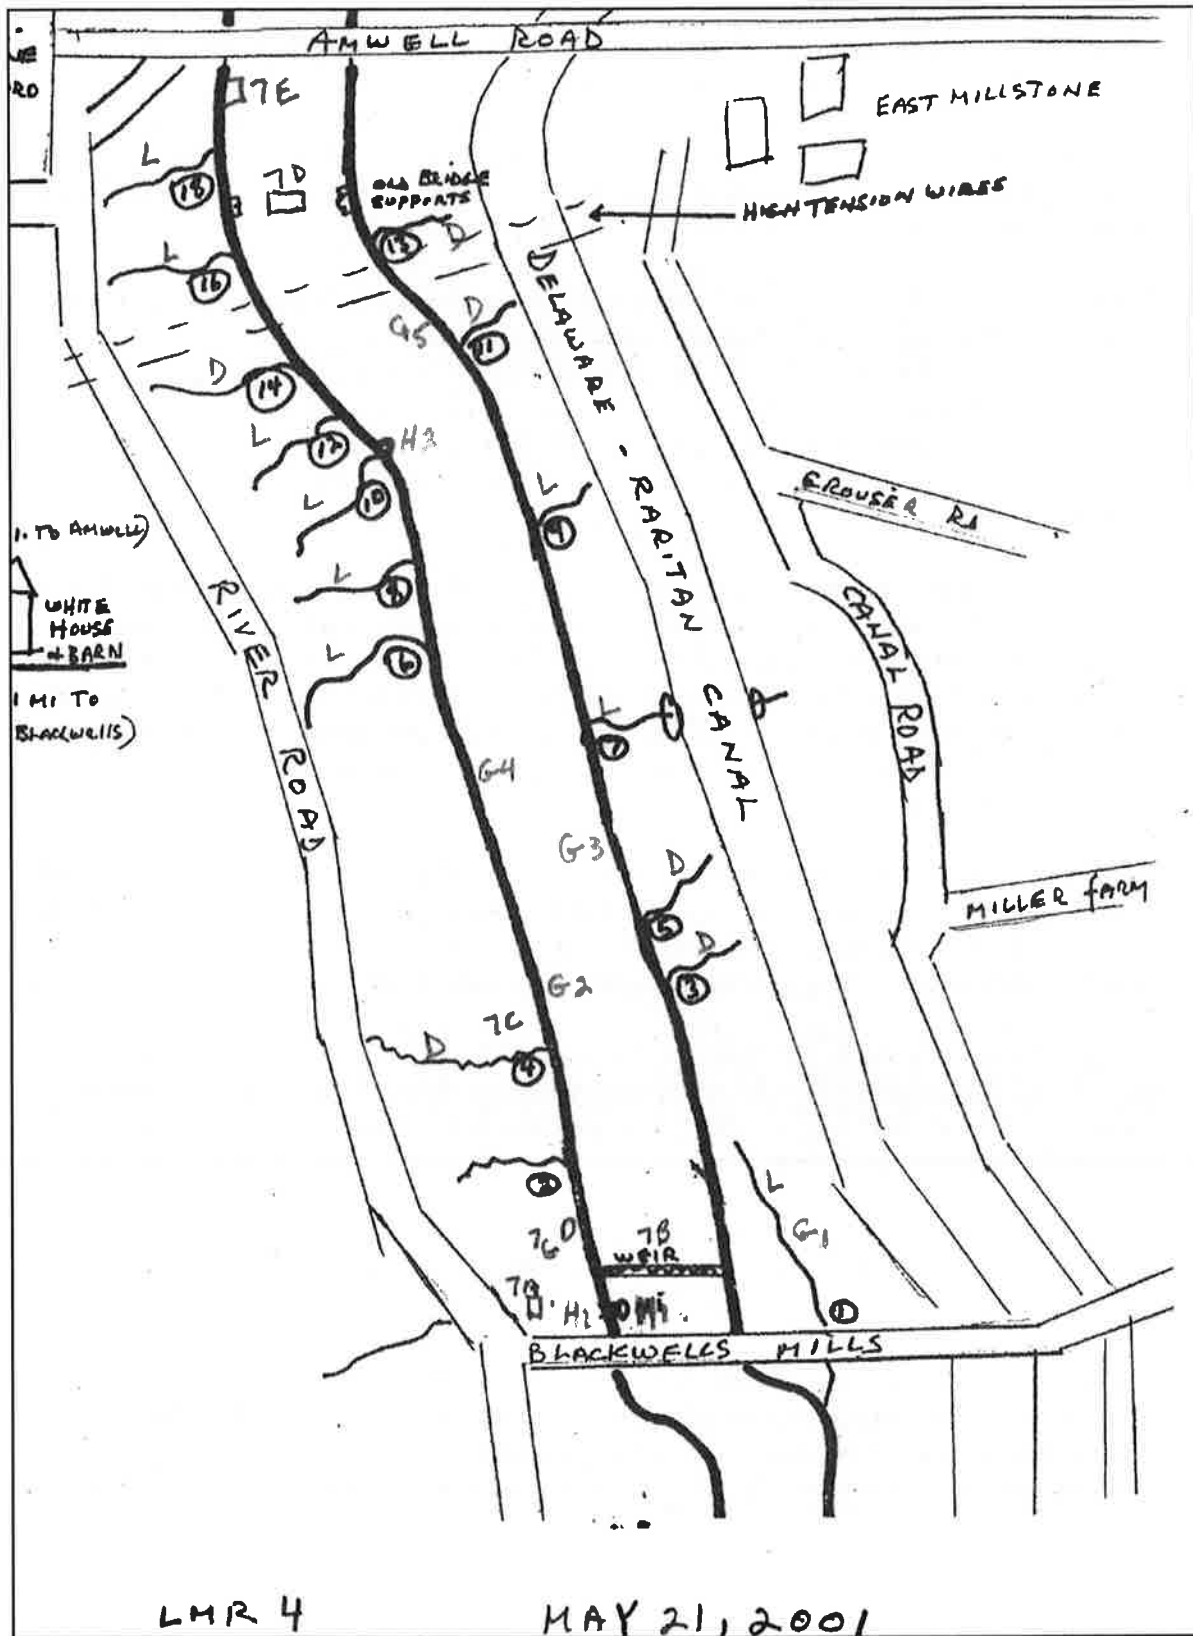 AMWELL ROAD
RD
7E
EAST MILLSTONE
L
18
7D
OLD BRIDGE
SUPPORTS
HIGH TENSION WIRES
13
D
L
16
DELAWARE - RARITAN CANAL
G5
D
11
D
14
L
12
H3
L
10
L
9
CROUSER RD
1. TO AMWELL)
WHITE
HOUSE
+ BARN
1 MI TO
BLACKWELLS)
RIVER ROAD
L
8
CANAL ROAD
L
16
L
7
G4
G3
D
5
MILLER FARM
D
3
G2
7C
D
4
2
L
G1
7G D
7B
WEIR
1
BLACKWELLS MILLS
LMR 4
MAY 21, 2001